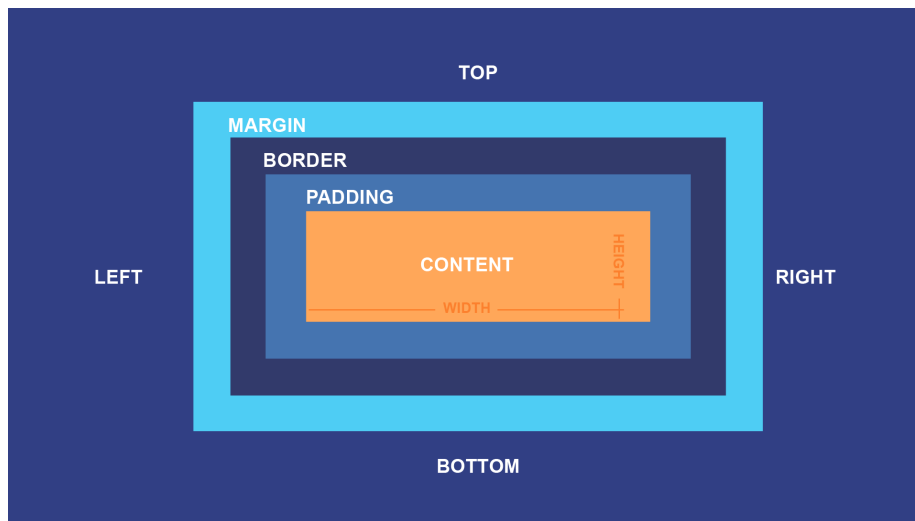 TOP
MARGIN
BORDER
PADDING
CONTENT
HEIGHT
WIDTH
LEFT
RIGHT
BOTTOM